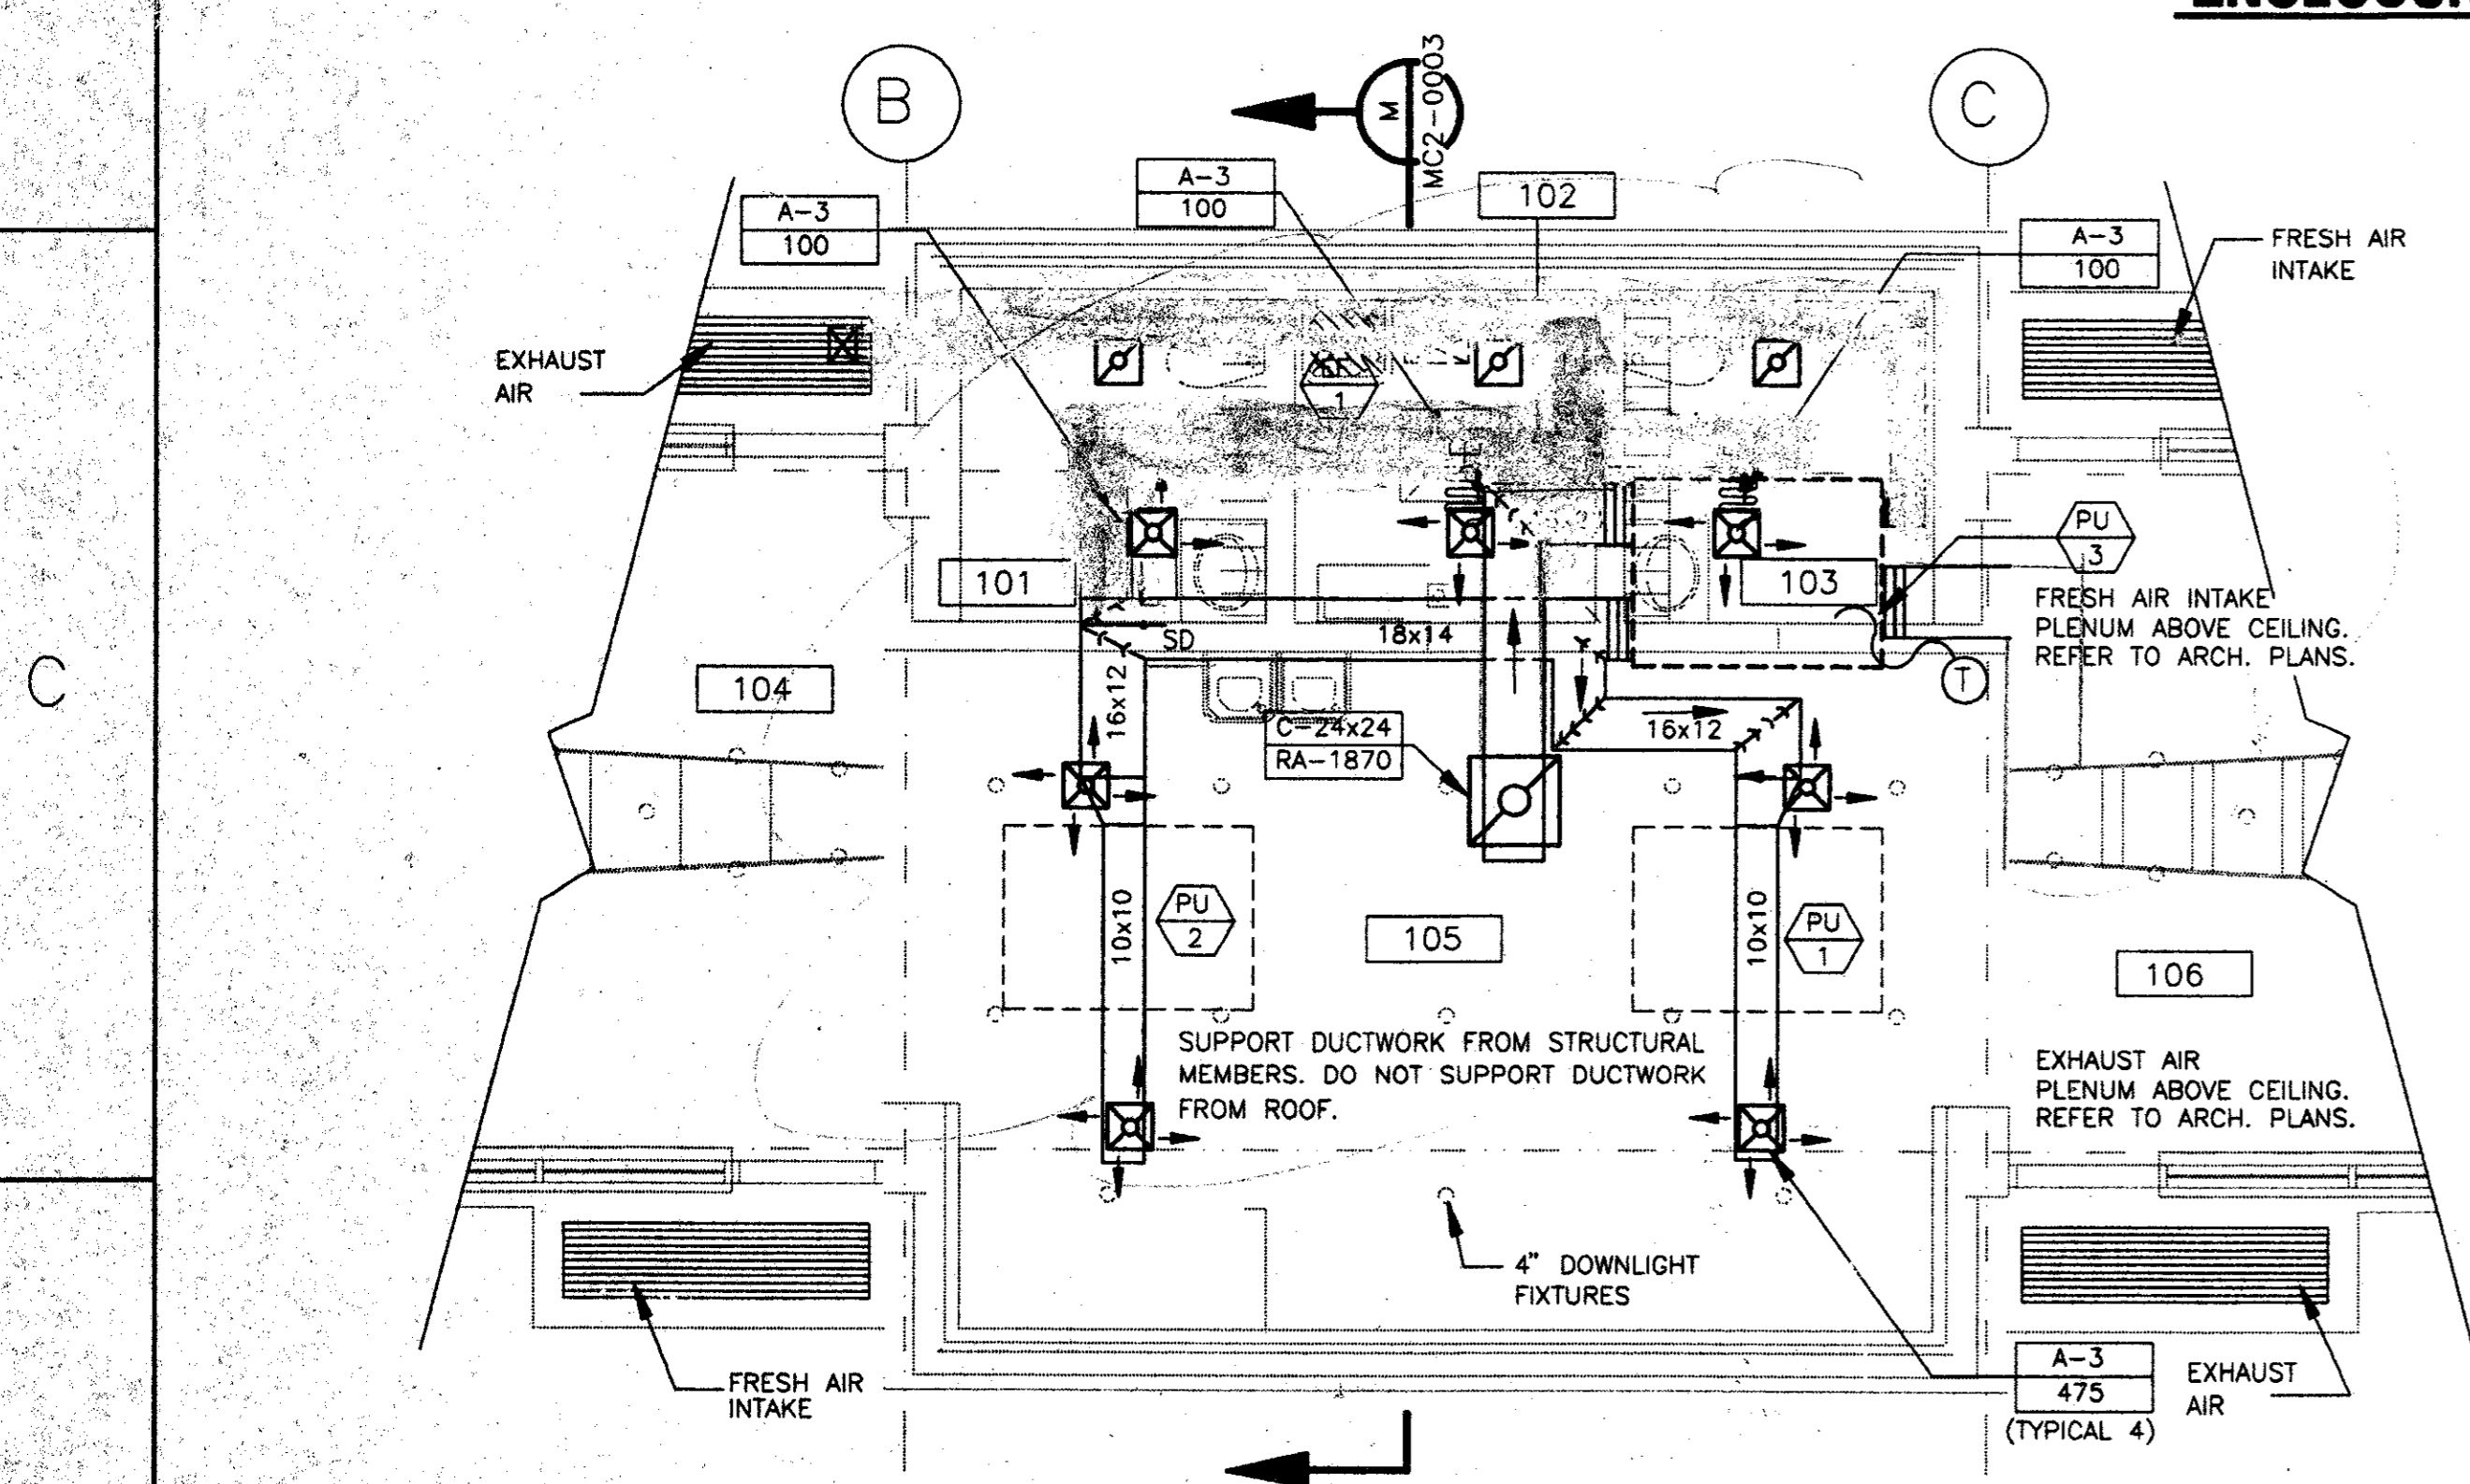 B
M
MC2-0003
C
A-3
100
A-3
100
102
A-3
100
FRESH AIR
INTAKE
EXHAUST
AIR
1
101
103
PU
3
FRESH AIR INTAKE
PLENUM ABOVE CEILING.
REFER TO ARCH. PLANS.
SD
18x14
T
C
104
16x12
C-24x24
RA-1870
16x12
10x10
PU
2
105
10x10
PU
1
106
SUPPORT DUCTWORK FROM STRUCTURAL
MEMBERS. DO NOT SUPPORT DUCTWORK
FROM ROOF.
EXHAUST AIR
PLENUM ABOVE CEILING.
REFER TO ARCH. PLANS.
4" DOWNLIGHT
FIXTURES
FRESH AIR
INTAKE
A-3
475
(TYPICAL 4)
EXHAUST
AIR